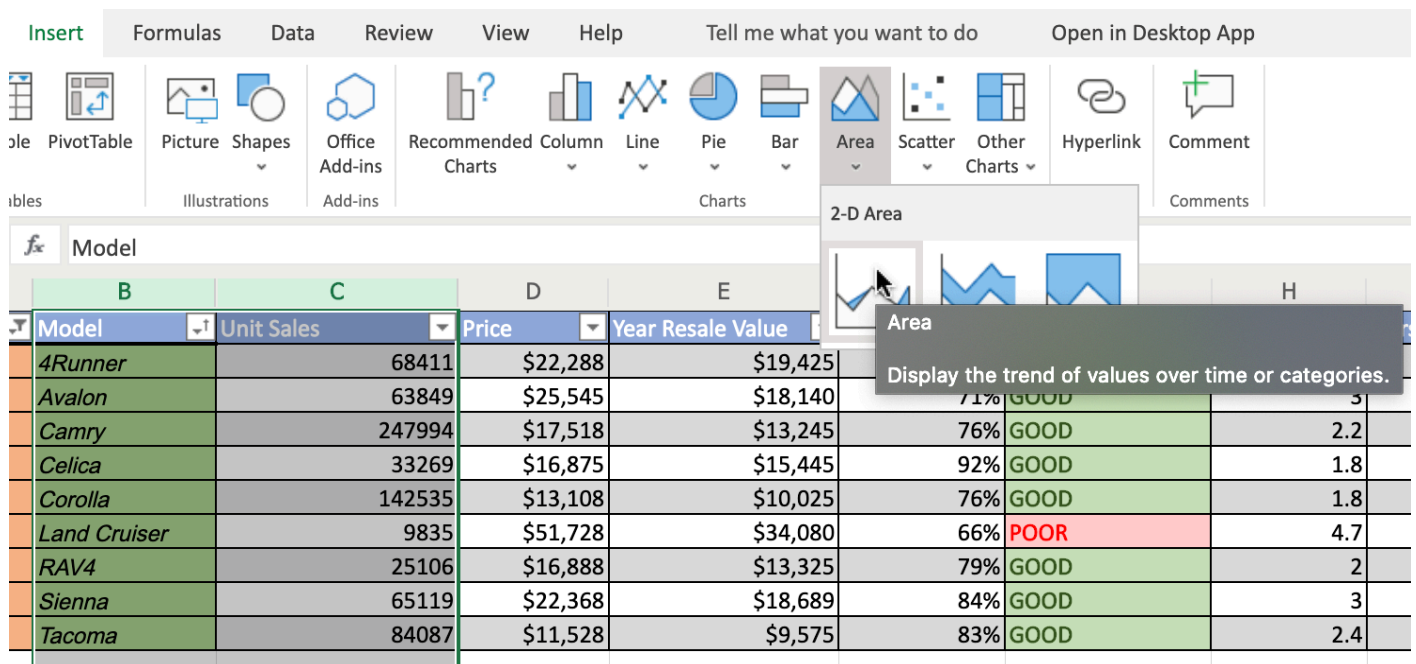 Insert Formulas Data Review View Help Tell me what you want to do Open in Desktop App
PivotTable Picture Shapes Office Add-ins Recommended Charts Column Line Pie Bar Area Scatter Other Charts Hyperlink Comment
Illustrations Add-ins Charts Comments
2-D Area
fx Model
B C D E H
Model Unit Sales Price Year Resale Value
Area
Display the trend of values over time or categories.
4Runner 68411 $22,288 $19,425
Avalon 63849 $25,545 $18,140 71% GOOD 3
Camry 247994 $17,518 $13,245 76% GOOD 2.2
Celica 33269 $16,875 $15,445 92% GOOD 1.8
Corolla 142535 $13,108 $10,025 76% GOOD 1.8
Land Cruiser 9835 $51,728 $34,080 66% POOR 4.7
RAV4 25106 $16,888 $13,325 79% GOOD 2
Sienna 65119 $22,368 $18,689 84% GOOD 3
Tacoma 84087 $11,528 $9,575 83% GOOD 2.4